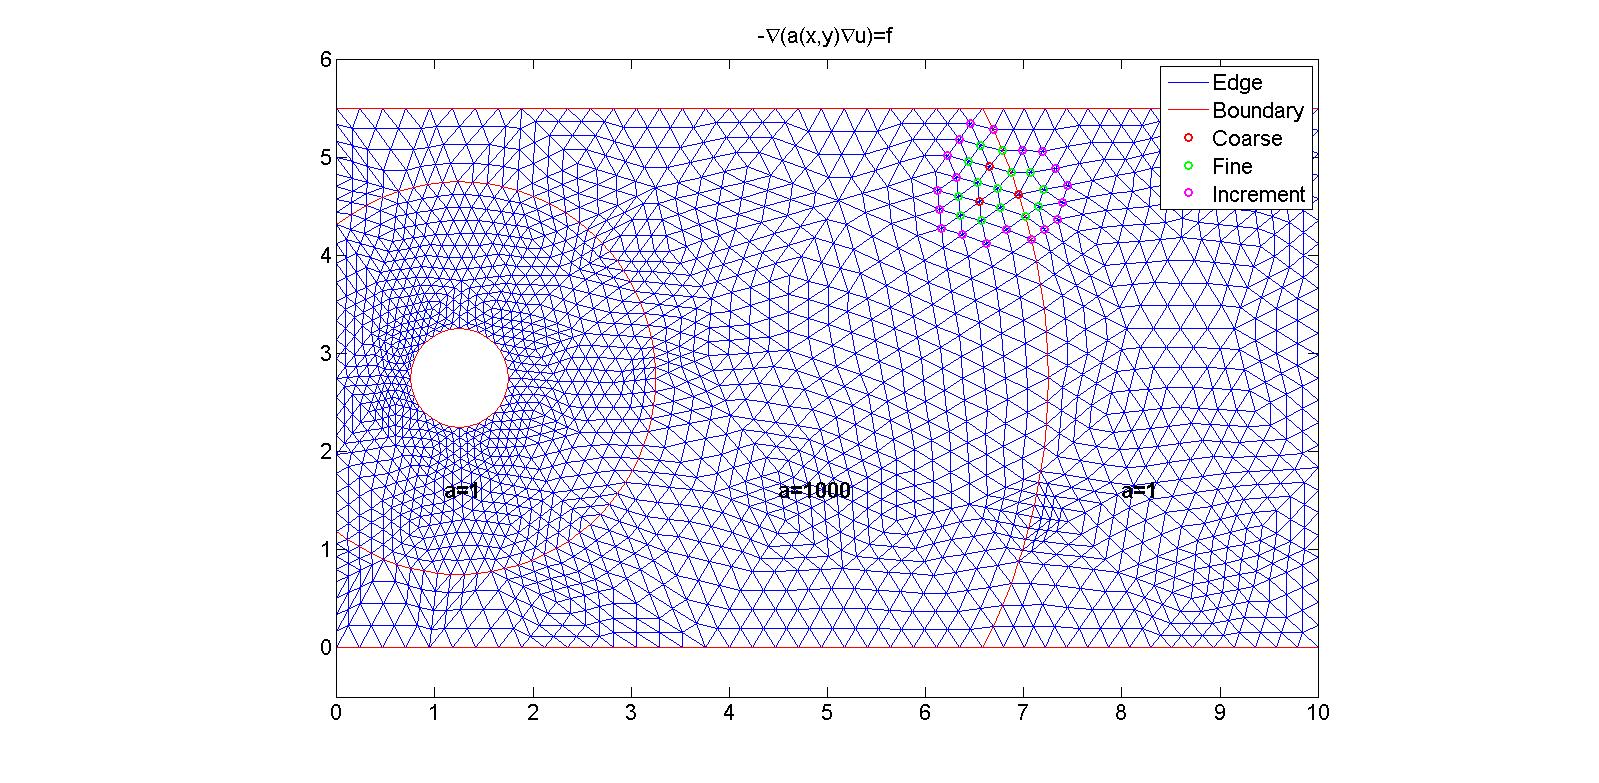 -∇(a(x,y)∇u)=f
6
5
4
3
2
1
0
Edge
Boundary
Coarse
Fine
Increment
a=1
a=1000
a=1
0 1 2 3 4 5 6 7 8 9 10